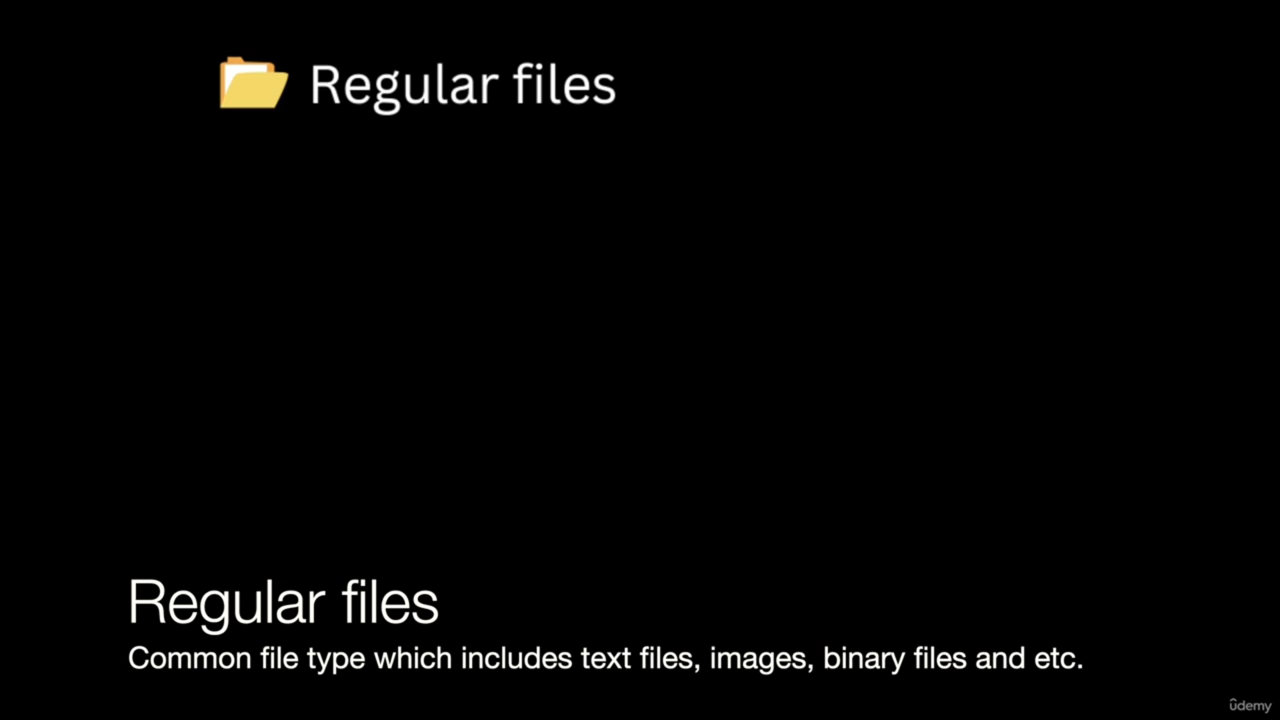 Regular files
Regular files
Common file type which includes text files, images, binary files and etc.
ûdemy